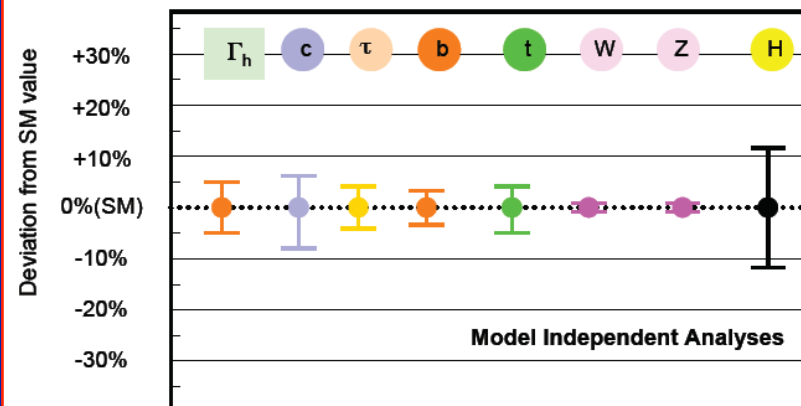 Deviation from SM value
+30%
+20%
+10%
0%(SM)
-10%
-20%
-30%
Γh
c
τ
b
t
W
Z
H
Model Independent Analyses